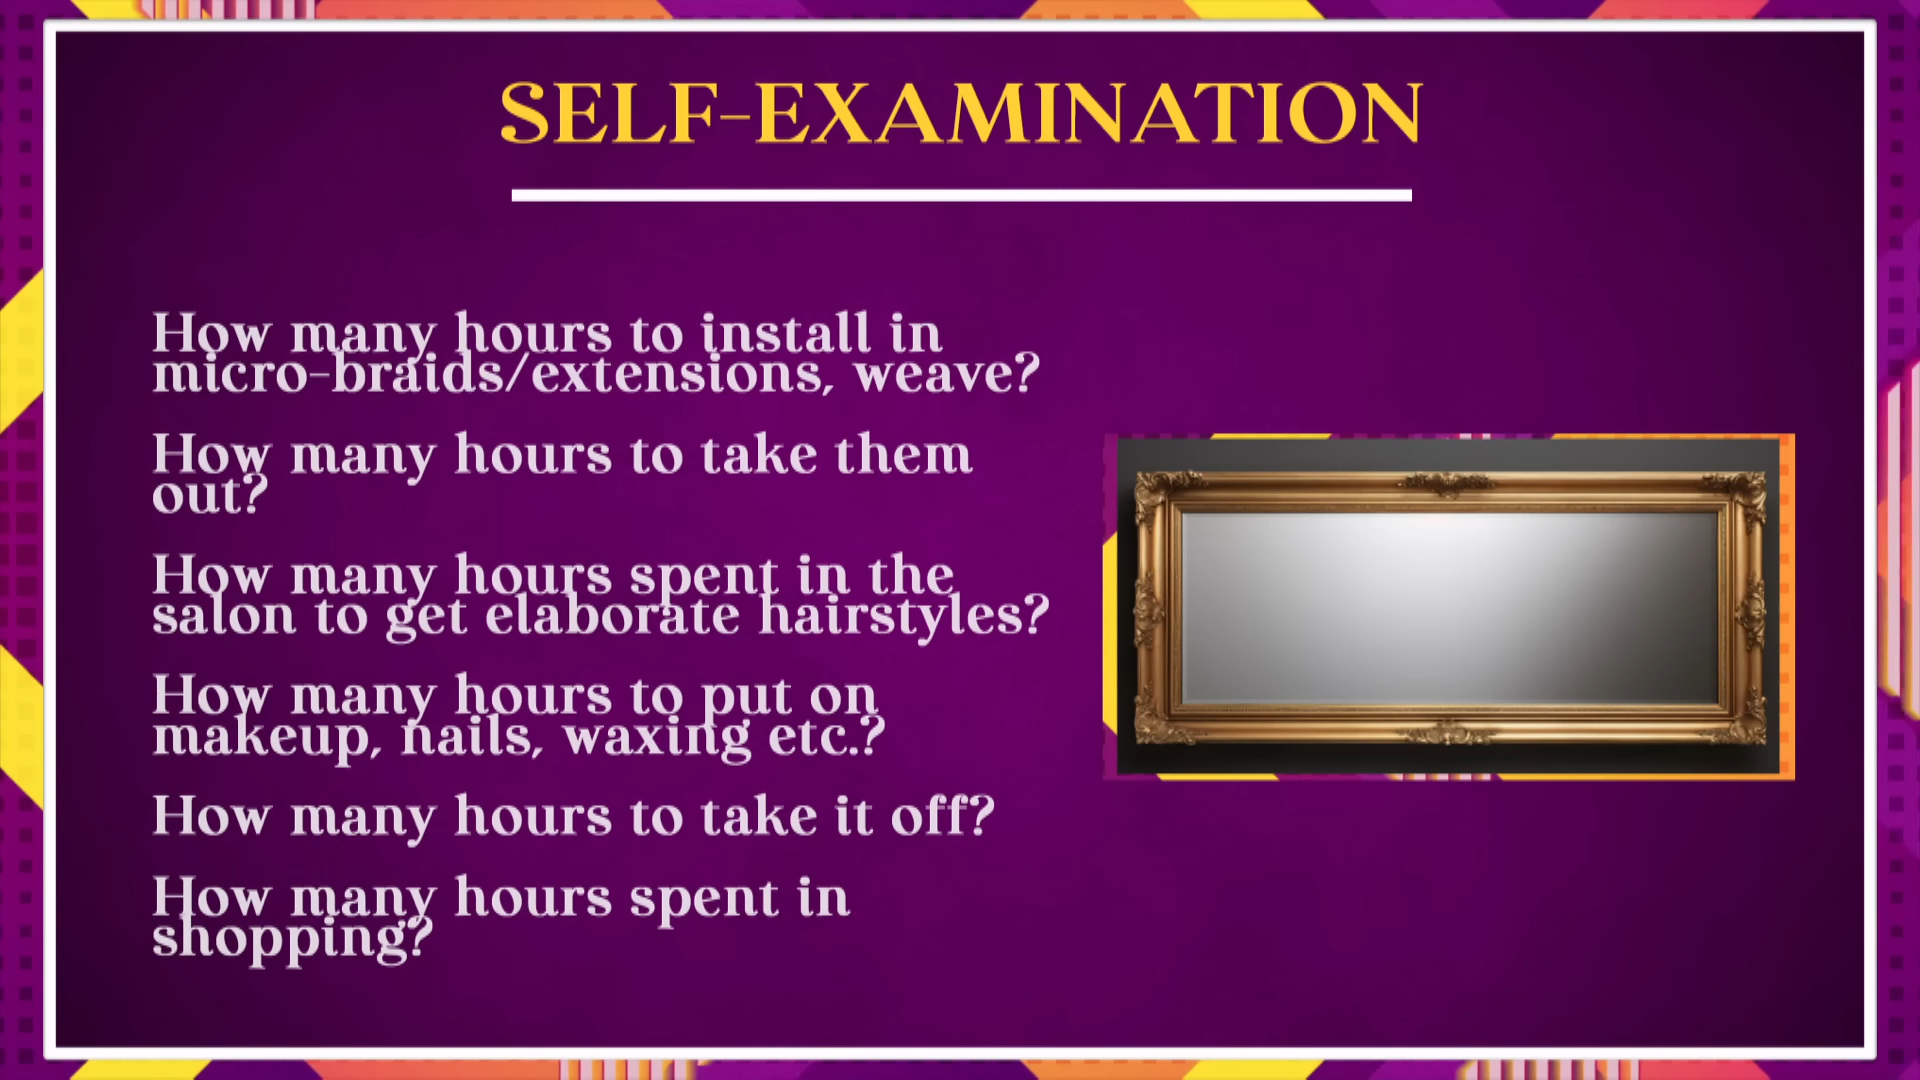 SELF-EXAMINATION
How many hours to install in
micro-braids/extensions, weave?
How many hours to take them
out?
How many hours spent in the
salon to get elaborate hairstyles?
How many hours to put on
makeup, nails, waxing etc.?
How many hours to take it off?
How many hours spent in
shopping?